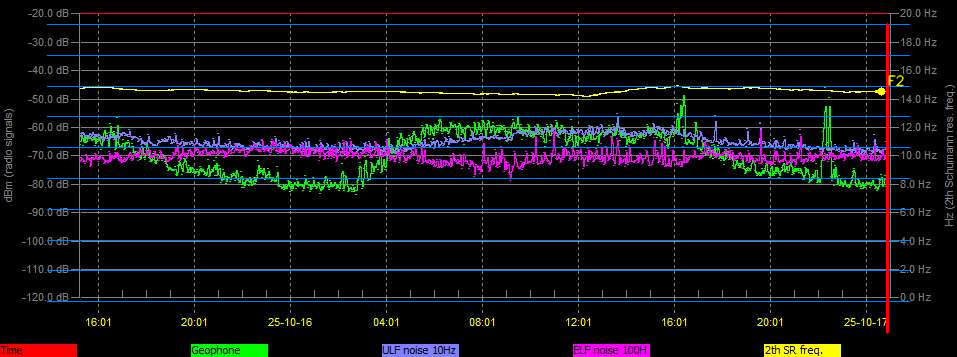 -20.0 dB 20.0 Hz
-30.0 dB 18.0 Hz
-40.0 dB 16.0 Hz
F2
-50.0 dB 14.0 Hz
-60.0 dB 12.0 Hz
-70.0 dB 10.0 Hz
-80.0 dB 8.0 Hz
-90.0 dB 6.0 Hz
-100.0 dB 4.0 Hz
-110.0 dB 2.0 Hz
-120.0 dB 0.0 Hz
dBm (radio signals)
Hz (2th Schumann res. freq.)
16:01 20:01 25-10-16 04:01 08:01 12:01 16:01 20:01 25-10-17
Time Geophone ULF noise 10Hz ELF noise 100H 2th SR freq.